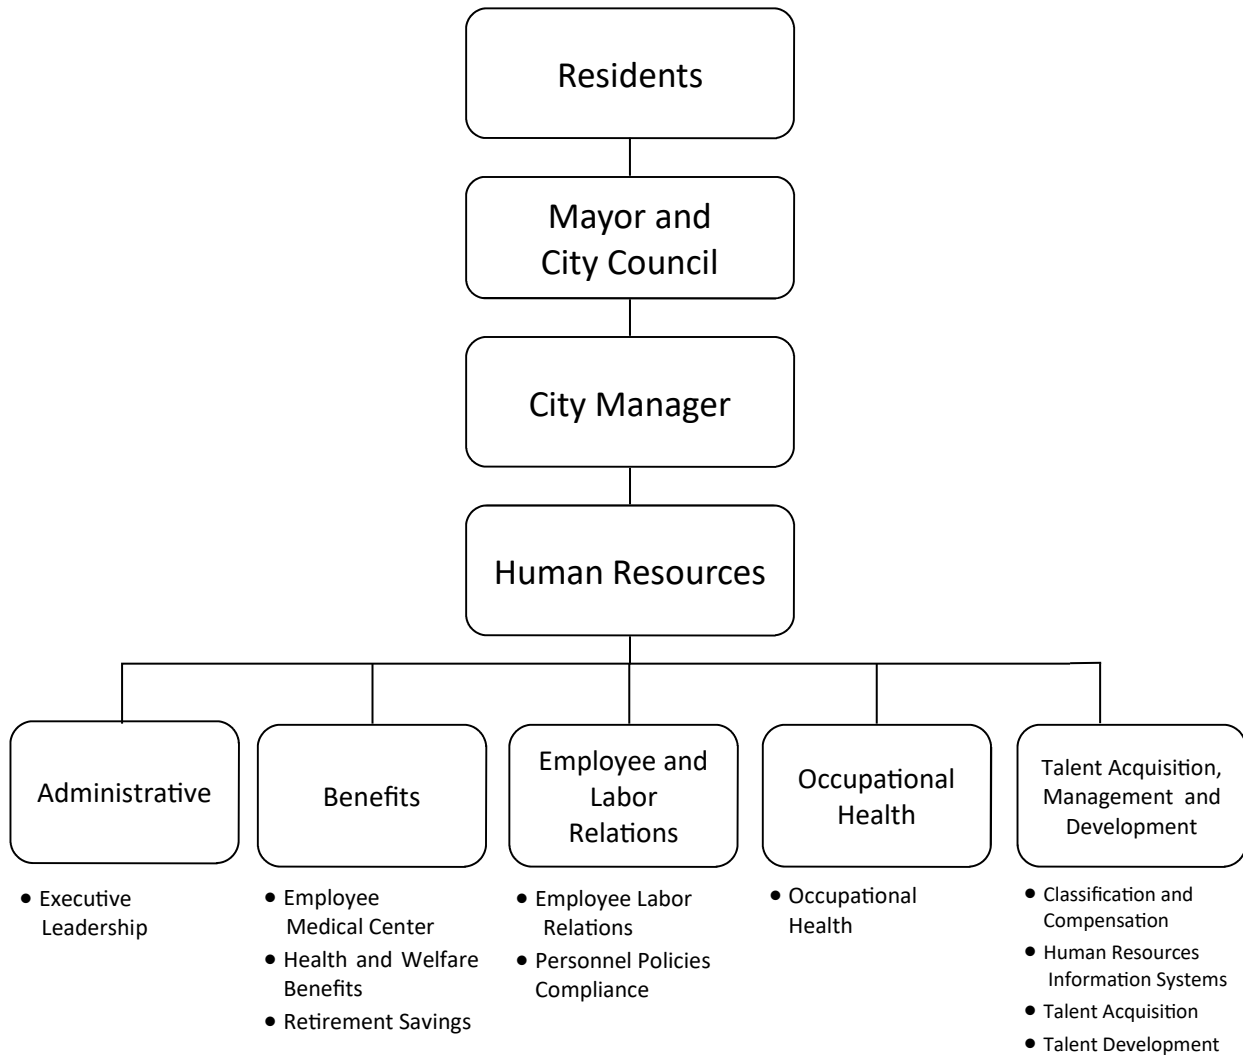 Residents
Mayor and
City Council
City Manager
Human Resources
Administrative
Benefits
Employee and
Labor
Relations
Occupational
Health
Talent Acquisition,
Management and
Development
• Executive
Leadership
• Employee
Medical Center
• Health and Welfare
Benefits
• Retirement Savings
• Employee Labor
Relations
• Personnel Policies
Compliance
• Occupational
Health
• Classification and
Compensation
• Human Resources
Information Systems
• Talent Acquisition
• Talent Development